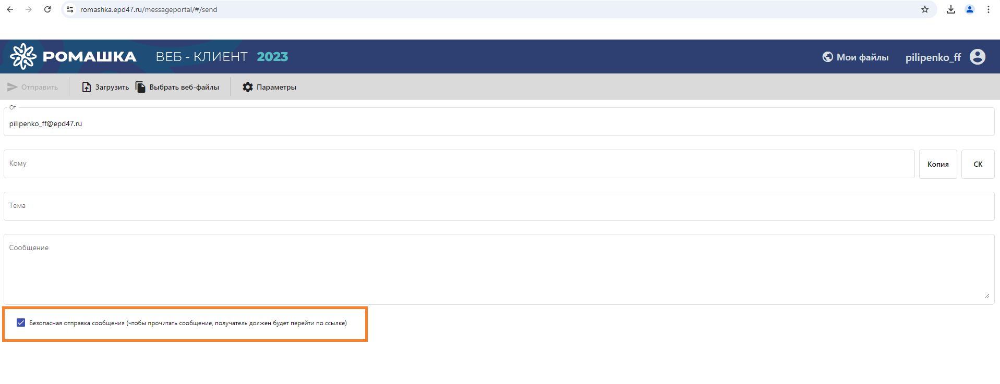 romashka.epd47.ru/messageportal/#/send
РОМАШКА ВЕБ - КЛИЕНТ 2023 Мои файлы pilipenko_ff
Отправить Загрузить Выбрать веб-файлы Параметры
От
pilipenko_ff@epd47.ru
Кому Копия СК
Тема
Сообщение
Безопасная отправка сообщения (чтобы прочитать сообщение, получатель должен будет перейти по ссылке)